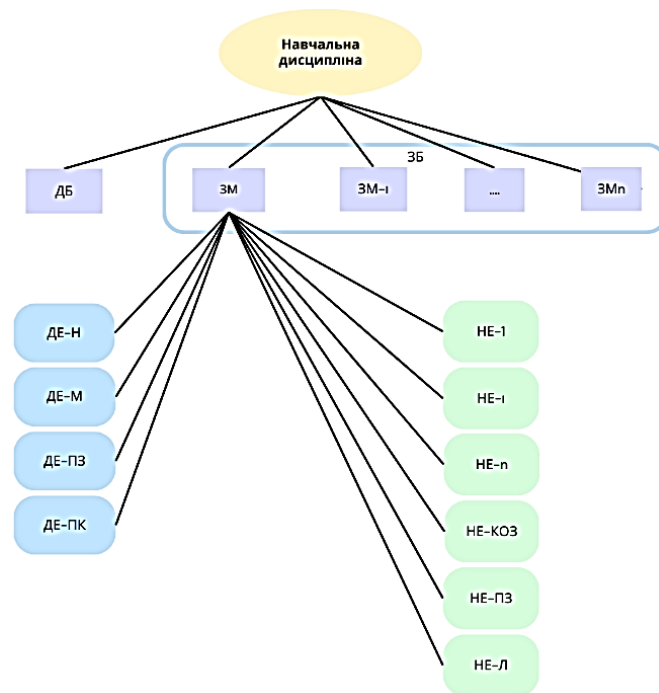 Навчальна
дисципліна
ЗБ
ДБ
ЗМ
ЗМ–ı
....
ЗМn
ДЕ–Н
ДЕ–М
ДЕ–ПЗ
ДЕ–ПК
НЕ–1
НЕ–ı
НЕ–n
НЕ–КОЗ
НЕ–ПЗ
НЕ–Л